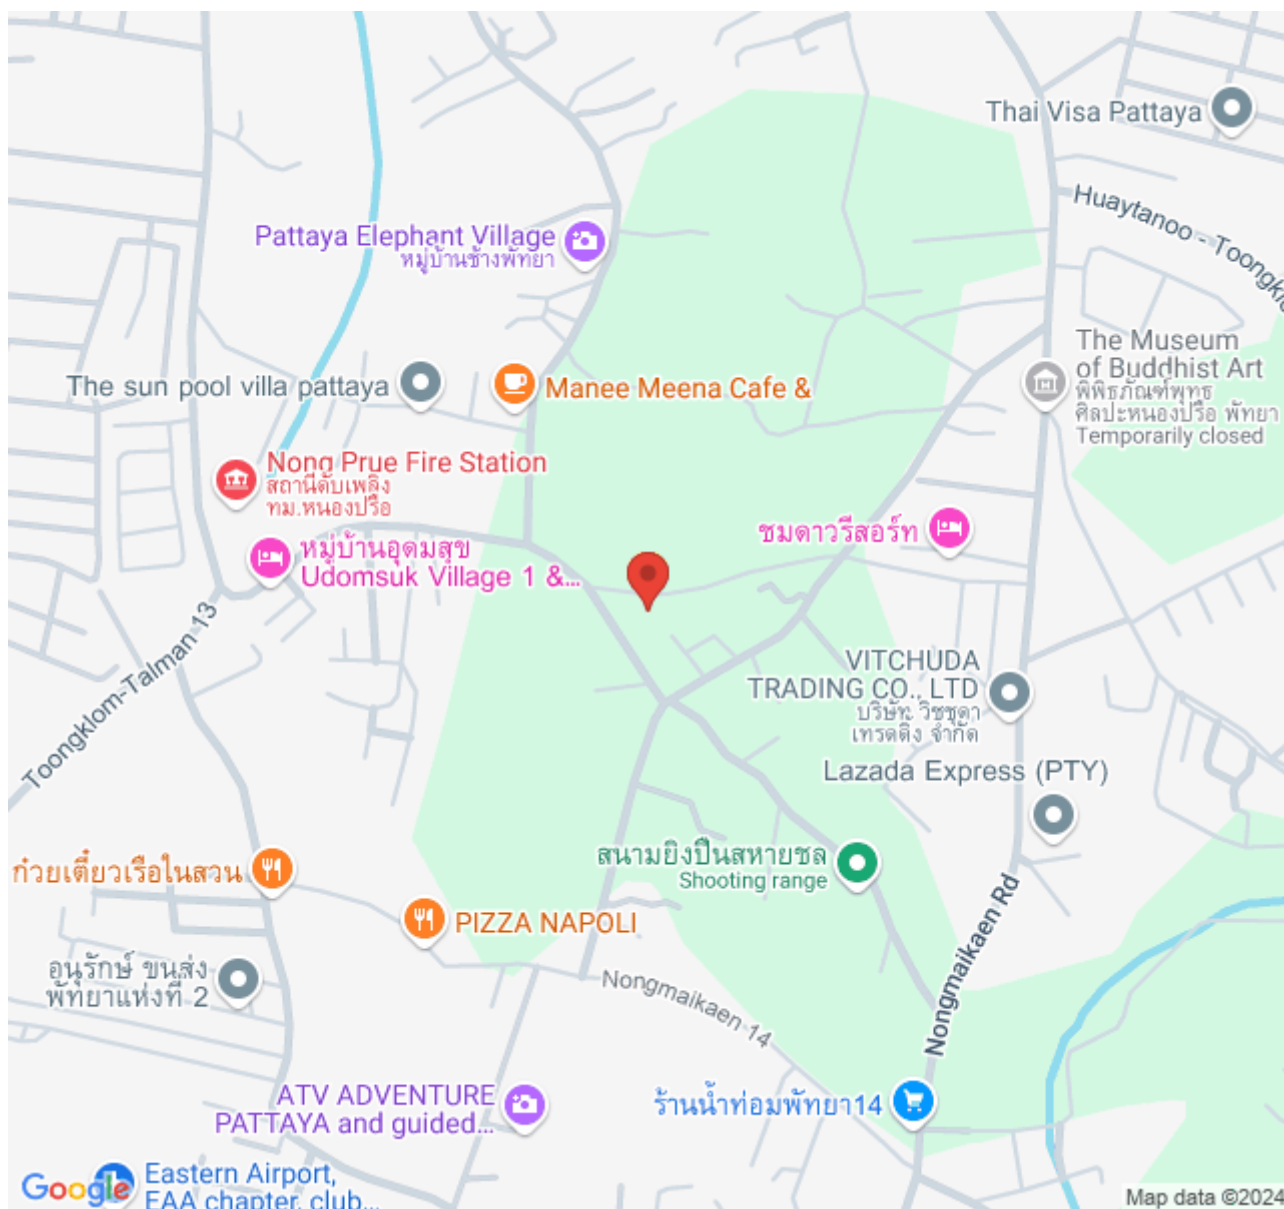 Thai Visa Pattaya
Huaytanoo - Toongkl
Pattaya Elephant Village
หมู่บ้านช้างพัทยา
The Museum
of Buddhist Art
พิพิธภัณฑ์พุทธ
ศิลปะหนองปรือ พัทยา
Temporarily closed
The sun pool villa pattaya
Manee Meena Cafe &
Nong Prue Fire Station
สถานีดับเพลิง
ทม.หนองปรือ
ชมดาวรีสอร์ท
หมู่บ้านอุดมสุข
Udomsuk Village 1 &...
Toongklom-Talman 13
VITCHUDA
TRADING CO., LTD
บริษัท วิชชุดา
เทรดดิ้ง จำกัด
Lazada Express (PTY)
สนามยิงปืนสหายชล
Shooting range
ก๋วยเตี๋ยวเรือในสวน
PIZZA NAPOLI
Nongmaikaen Rd
อนุรักษ์ ขนส่ง
พัทยาแห่งที่ 2
Nongmaikaen 14
ATV ADVENTURE
PATTAYA and guided...
ร้านน้ำท่อมพัทยา14
Eastern Airport,
EAA chapter, club...
Google
Map data ©2024